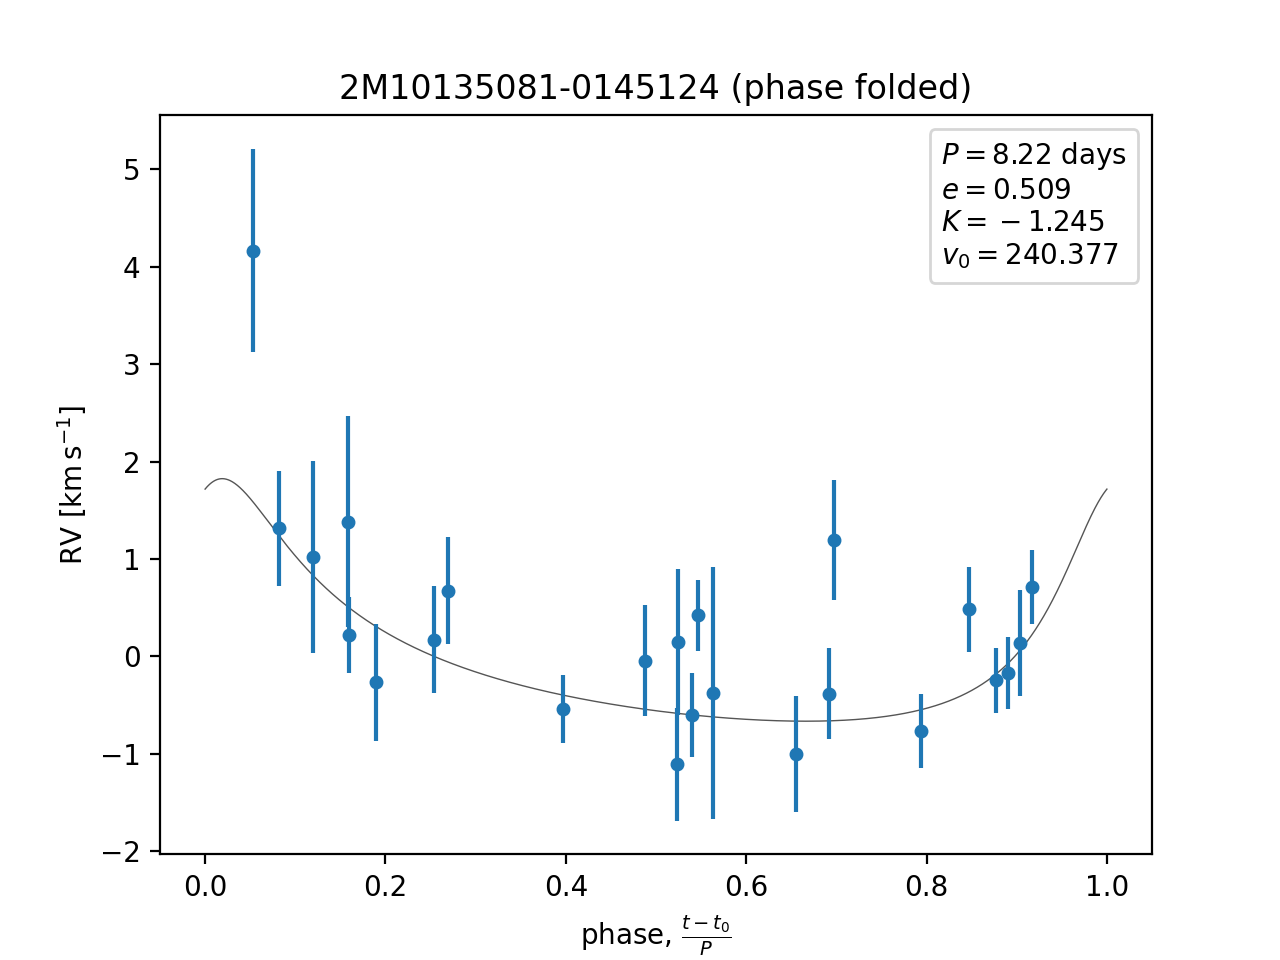 2M10135081-0145124 (phase folded)
P = 8.22 days
e = 0.509
K = −1.245
v₀ = 240.377
RV [km s⁻¹]
5
4
3
2
1
0
−1
−2
0.0 0.2 0.4 0.6 0.8 1.0
phase, (t − t₀)/P